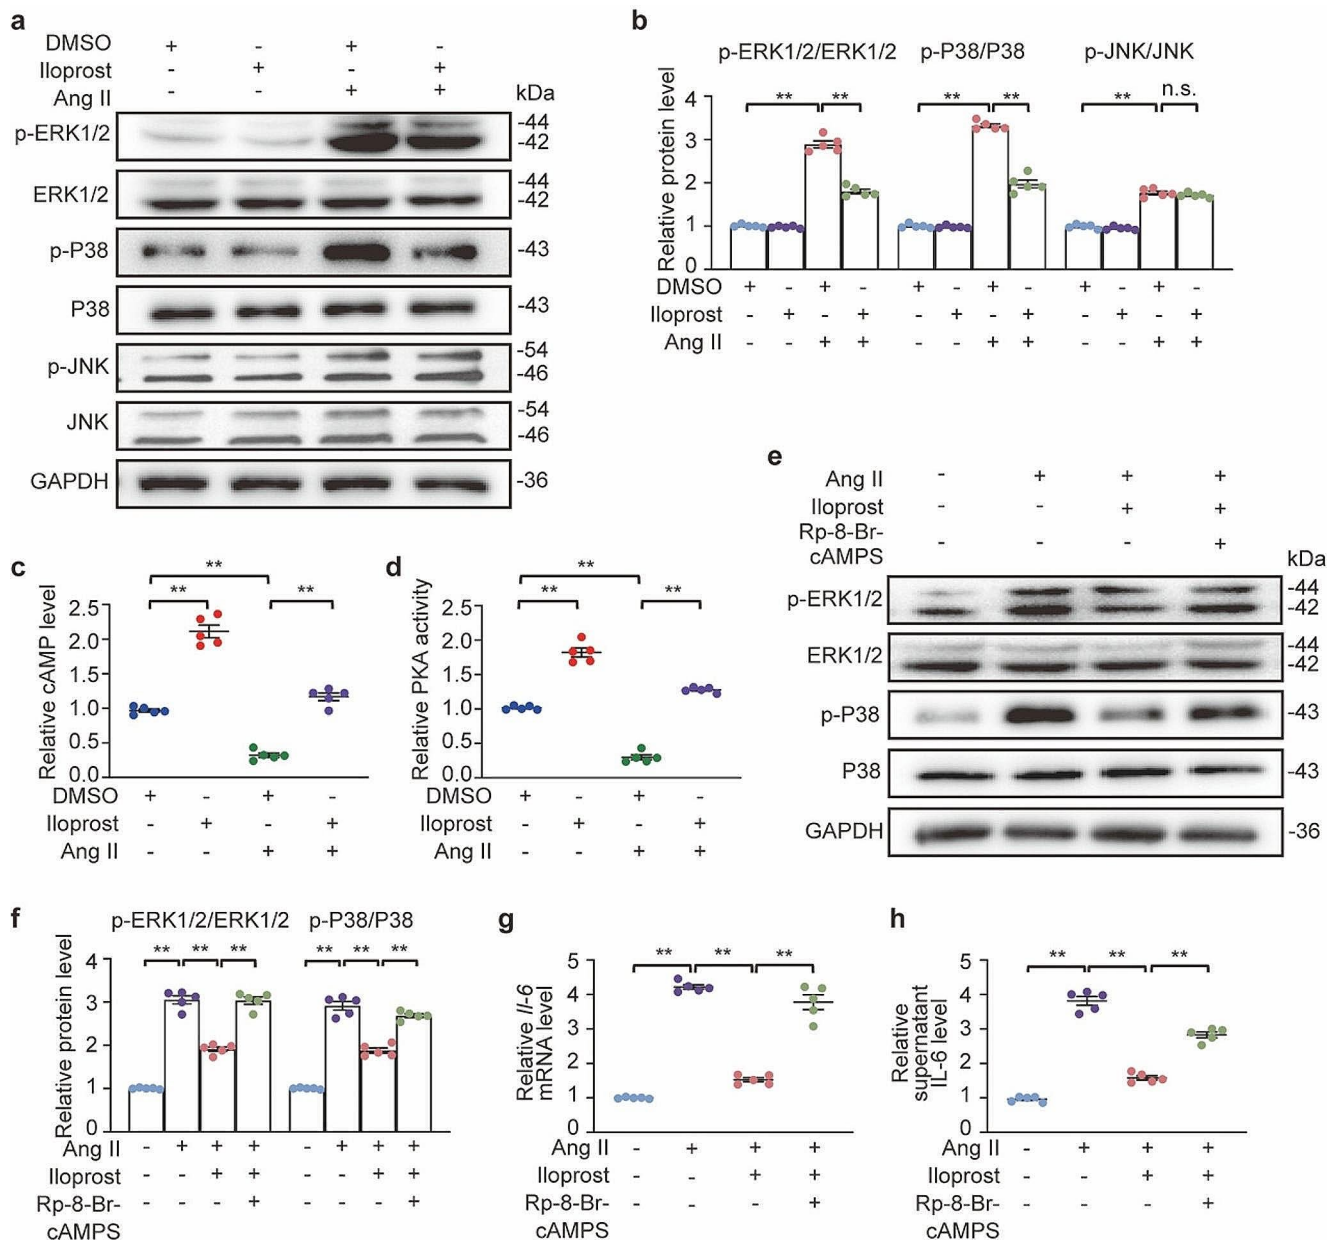 a
DMSO + - + -
Iloprost - + - +
Ang II - - + +
kDa
p-ERK1/2 -44
-42
ERK1/2 -44
-42
p-P38 -43
P38 -43
p-JNK -54
-46
JNK -54
-46
GAPDH -36
b
p-ERK1/2/ERK1/2 p-P38/P38 p-JNK/JNK
Relative protein level
4
3
2
1
0
** ** ** ** ** n.s.
DMSO + - + - + - + - + - + -
Iloprost - + - + - + - + - + - +
Ang II - - + + - - + + - - + +
c
Relative cAMP level
2.5
2.0
1.5
1.0
0.5
0.0
**
** **
DMSO + - + -
Iloprost - + - +
Ang II - - + +
d
Relative PKA activity
2.5
2.0
1.5
1.0
0.5
0.0
**
** **
DMSO + - + -
Iloprost - + - +
Ang II - - + +
e
Ang II - + + +
Iloprost - - + +
Rp-8-Br-
cAMPS - - - +
kDa
p-ERK1/2 -44
-42
ERK1/2 -44
-42
p-P38 -43
P38 -43
GAPDH -36
f
p-ERK1/2/ERK1/2 p-P38/P38
Relative protein level
4
3
2
1
0
** ** ** ** ** **
Ang II - + + + - + + +
Iloprost - - + + - - + +
Rp-8-Br- - - - + - - - +
cAMPS
g
Relative Il-6
mRNA level
5
4
3
2
1
0
** ** **
Ang II - + + +
Iloprost - - + +
Rp-8-Br- - - - +
cAMPS
h
Relative
supernatant
IL-6 level
5
4
3
2
1
0
** ** **
Ang II - + + +
Iloprost - - + +
Rp-8-Br- - - - +
cAMPS